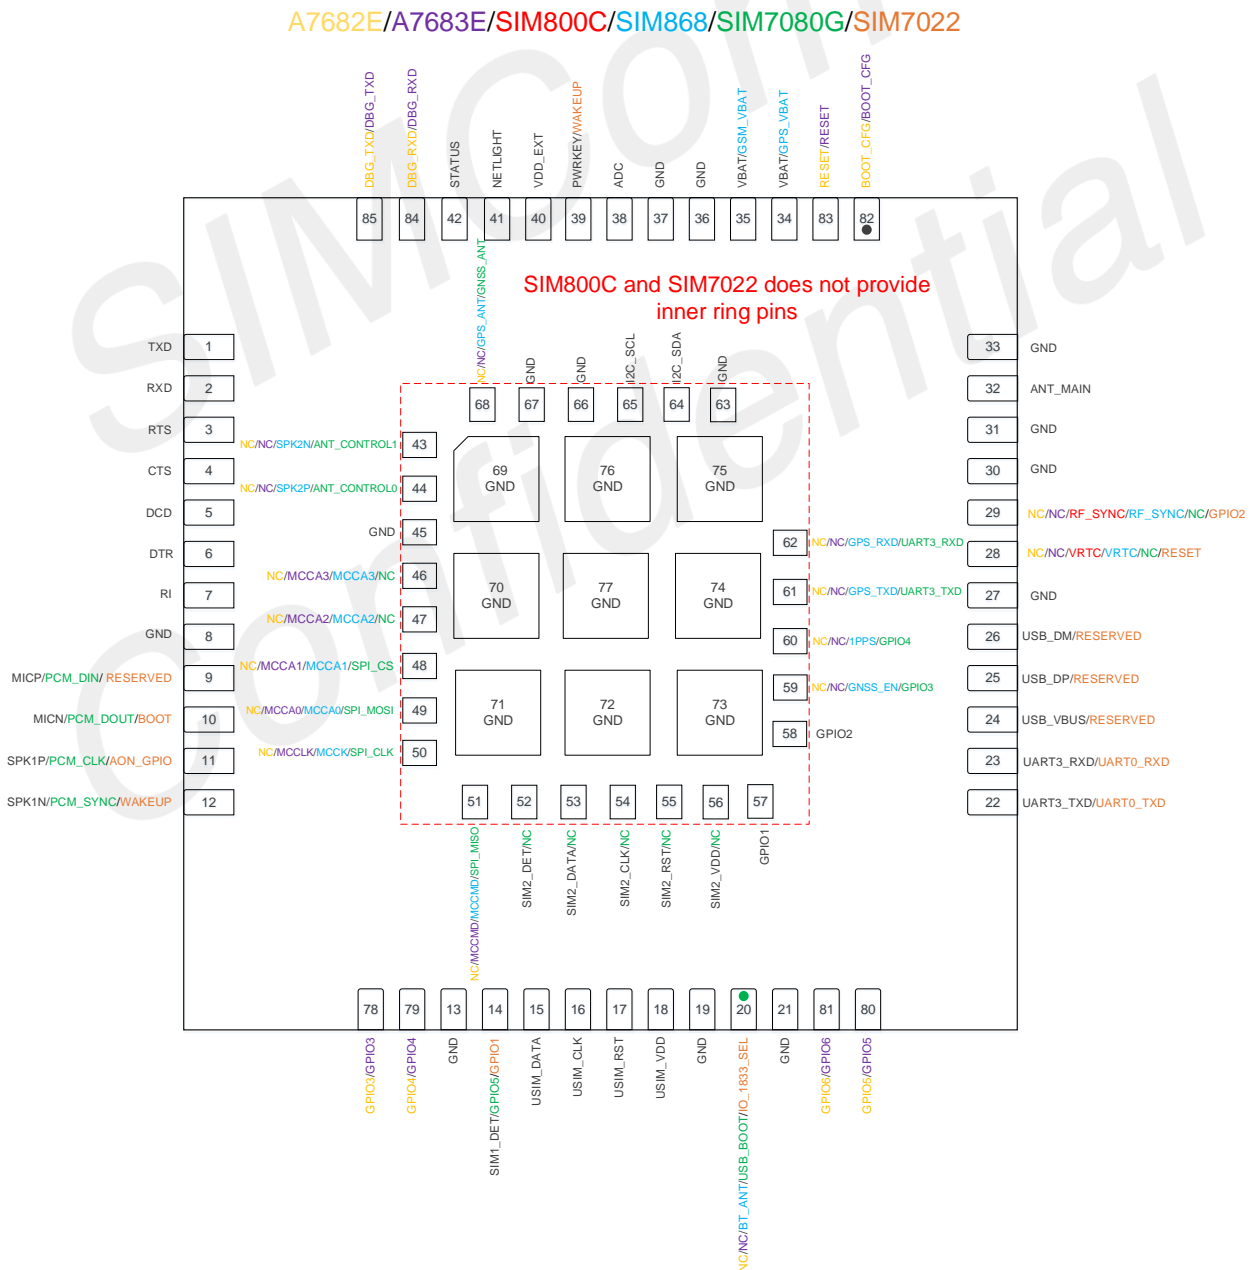 A7682E/A7683E/SIM800C/SIM868/SIM7080G/SIM7022
DBG_TXD/DBG_TXD
DBG_RXD/DBG_RXD
STATUS
NETLIGHT
VDD_EXT
PWRKEY/WAKEUP
ADC
GND
GND
VBAT/GSM_VBAT
VBAT/GPS_VBAT
RESET/RESET
BOOT_CFG/BOOT_CFG
85
84
42
41
40
39
38
37
36
35
34
83
82
SIM800C and SIM7022 does not provide
inner ring pins
TXD 1
RXD 2
RTS 3
CTS 4
DCD 5
DTR 6
RI 7
GND 8
MICP/PCM_DIN/ RESERVED 9
MICN/PCM_DOUT/BOOT 10
SPK1P/PCM_CLK/AON_GPIO 11
SPK1N/PCM_SYNC/WAKEUP 12
NC/NC/GPS_ANT/GNSS_ANT
GND
GND
I2C_SCL
I2C_SDA
GND
68
67
66
65
64
63
NC/NC/SPK2N/ANT_CONTROL1 43
NC/NC/SPK2P/ANT_CONTROL0 44
GND 45
NC/MCCA3/MCCA3/NC 46
NC/MCCA2/MCCA2/NC 47
NC/MCCA1/MCCA1/SPI_CS 48
NC/MCCA0/MCCA0/SPI_MOSI 49
NC/MCCLK/MCCK/SPI_CLK 50
69
GND
76
GND
75
GND
70
GND
77
GND
74
GND
71
GND
72
GND
73
GND
62 NC/NC/GPS_RXD/UART3_RXD
61 NC/NC/GPS_TXD/UART3_TXD
60 NC/NC/1PPS/GPIO4
59 NC/NC/GNSS_EN/GPIO3
58 GPIO2
51
52
53
54
55
56
57
NC/MCCMD/MCCMD/SPI_MISO
SIM2_DET/NC
SIM2_DATA/NC
SIM2_CLK/NC
SIM2_RST/NC
SIM2_VDD/NC
GPIO1
33 GND
32 ANT_MAIN
31 GND
30 GND
29 NC/NC/RF_SYNC/RF_SYNC/NC/GPIO2
28 NC/NC/VRTC/VRTC/NC/RESET
27 GND
26 USB_DM/RESERVED
25 USB_DP/RESERVED
24 USB_VBUS/RESERVED
23 UART3_RXD/UART0_RXD
22 UART3_TXD/UART0_TXD
78
79
13
14
15
16
17
18
19
20
21
81
80
GPIO3/GPIO3
GPIO4/GPIO4
GND
SIM1_DET/GPIO5/GPIO1
USIM_DATA
USIM_CLK
USIM_RST
USIM_VDD
GND
NC/NC/BT_ANT/USB_BOOT/IO_1833_SEL
GND
GPIO6/GPIO6
GPIO5/GPIO5
SIMCom
Confidential